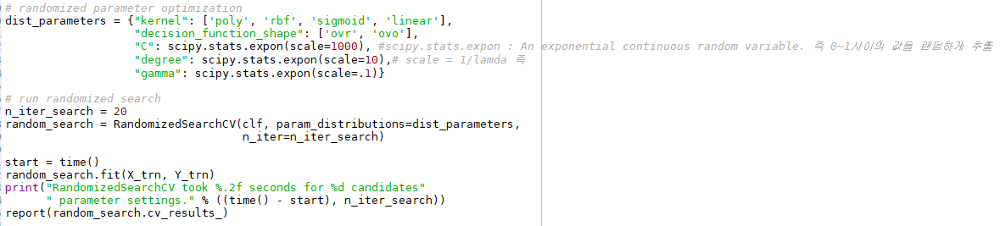 # randomized parameter optimization
dist_parameters = {"kernel": ['poly', 'rbf', 'sigmoid', 'linear'],
                   "decision_function_shape": ['ovr', 'ovo'],
                   "C": scipy.stats.expon(scale=1000), #scipy.stats.expon : An exponential continuous random variable. 즉 0~1사이의 값을 랜덤하게 추출
                   "degree": scipy.stats.expon(scale=10),# scale = 1/lamda 즉
                   "gamma": scipy.stats.expon(scale=.1)}
# run randomized search
n_iter_search = 20
random_search = RandomizedSearchCV(clf, param_distributions=dist_parameters,
                                   n_iter=n_iter_search)
start = time()
random_search.fit(X_trn, Y_trn)
print("RandomizedSearchCV took %.2f seconds for %d candidates"
      " parameter settings." % ((time() - start), n_iter_search))
report(random_search.cv_results_)